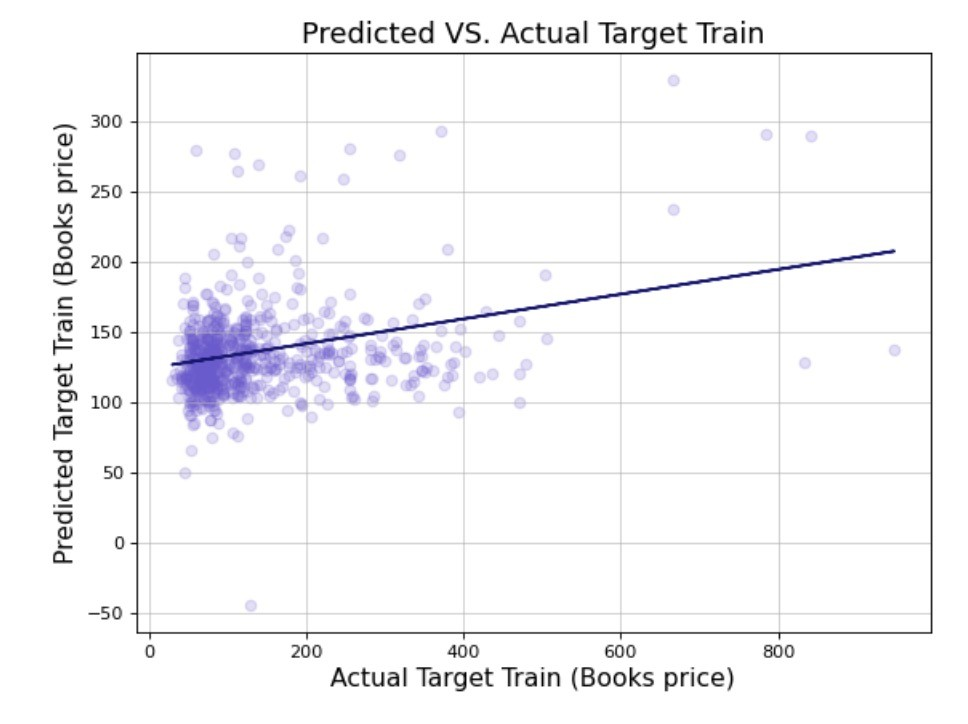 Predicted VS. Actual Target Train
Predicted Target Train (Books price)
300
250
200
150
100
50
0
−50
0 200 400 600 800
Actual Target Train (Books price)